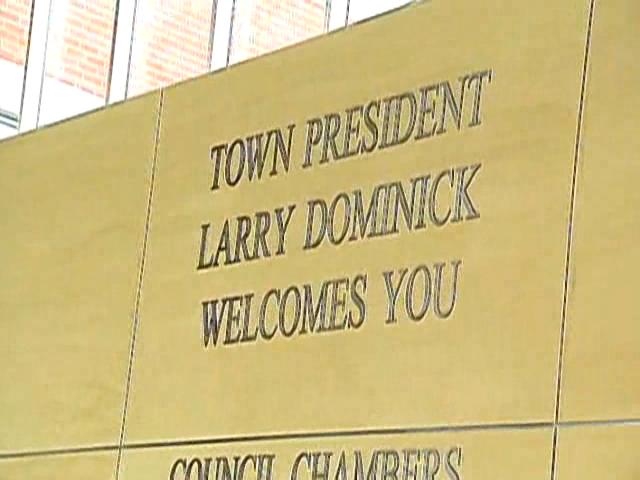 TOWN PRESIDENT
LARRY DOMINICK
WELCOMES YOU
COUNCIL CHAMBERS